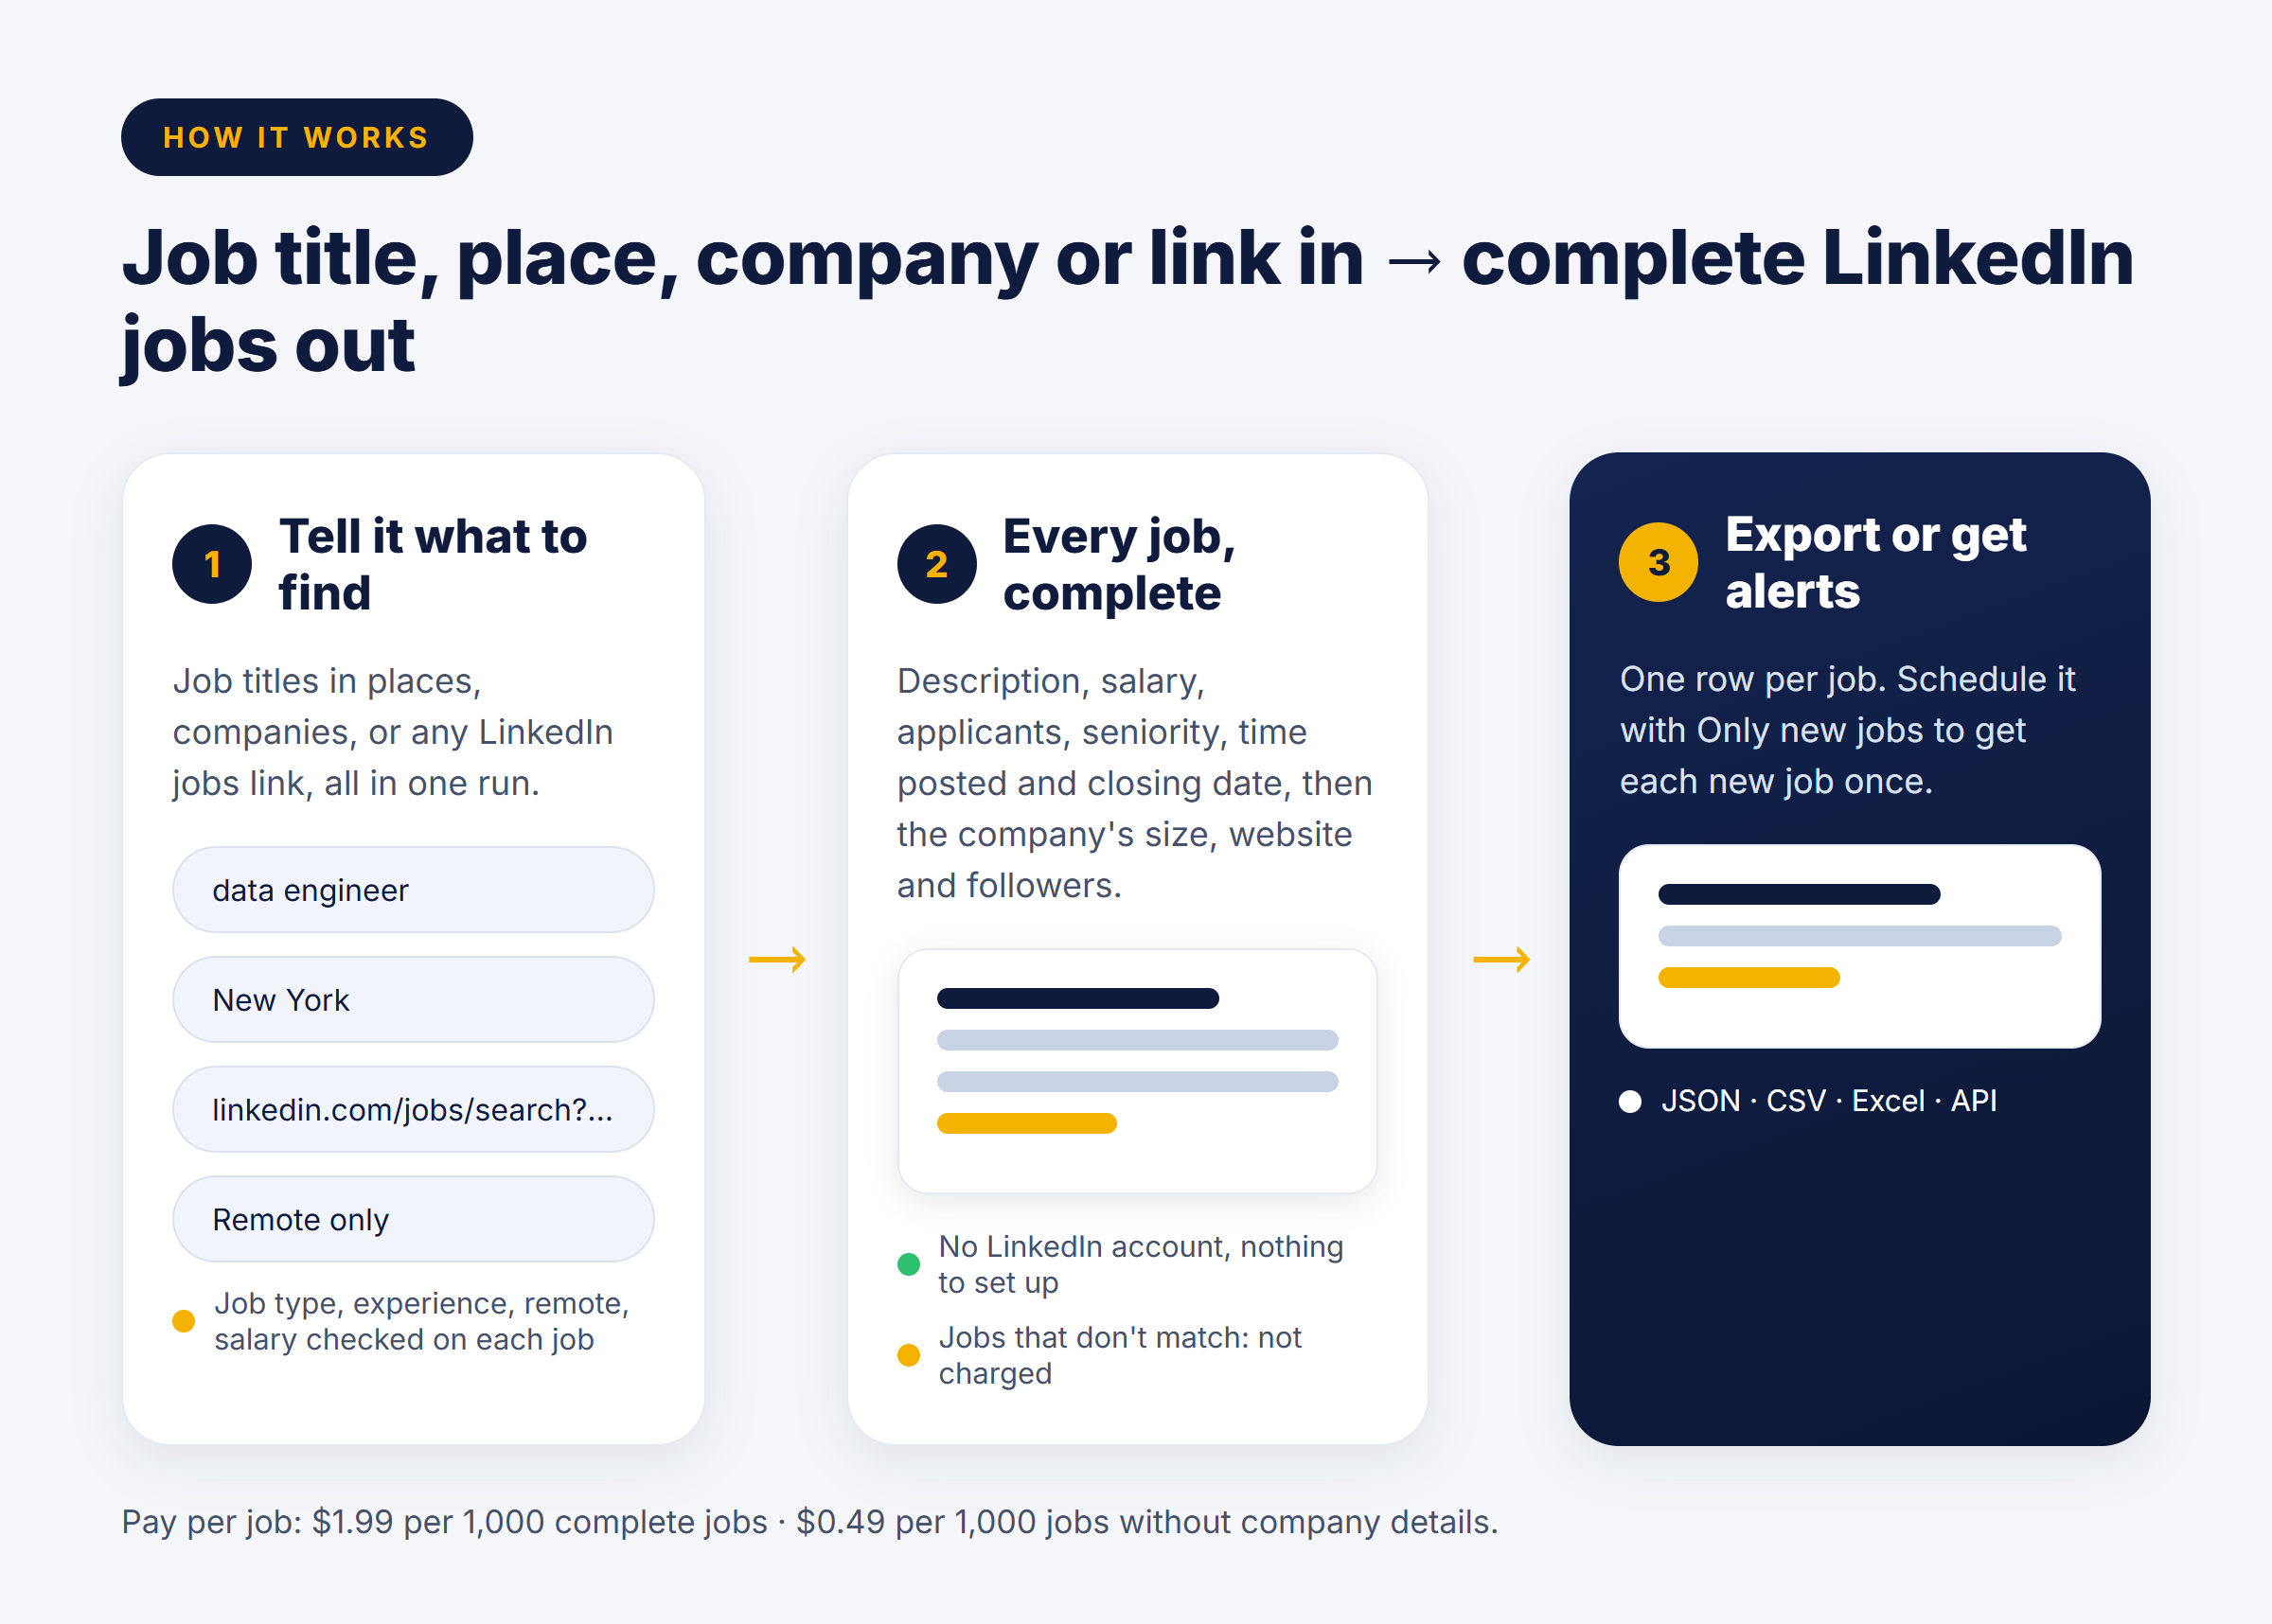 HOW IT WORKS
Job title, place, company or link in → complete LinkedIn
jobs out
1
Tell it what to
find
Job titles in places,
companies, or any LinkedIn
jobs link, all in one run.
data engineer
New York
linkedin.com/jobs/search?...
Remote only
Job type, experience, remote,
salary checked on each job
→
2
Every job,
complete
Description, salary,
applicants, seniority, time
posted and closing date, then
the company's size, website
and followers.
No LinkedIn account, nothing
to set up
Jobs that don't match: not
charged
→
3
Export or get
alerts
One row per job. Schedule it
with Only new jobs to get
each new job once.
JSON · CSV · Excel · API
Pay per job: $1.99 per 1,000 complete jobs · $0.49 per 1,000 jobs without company details.